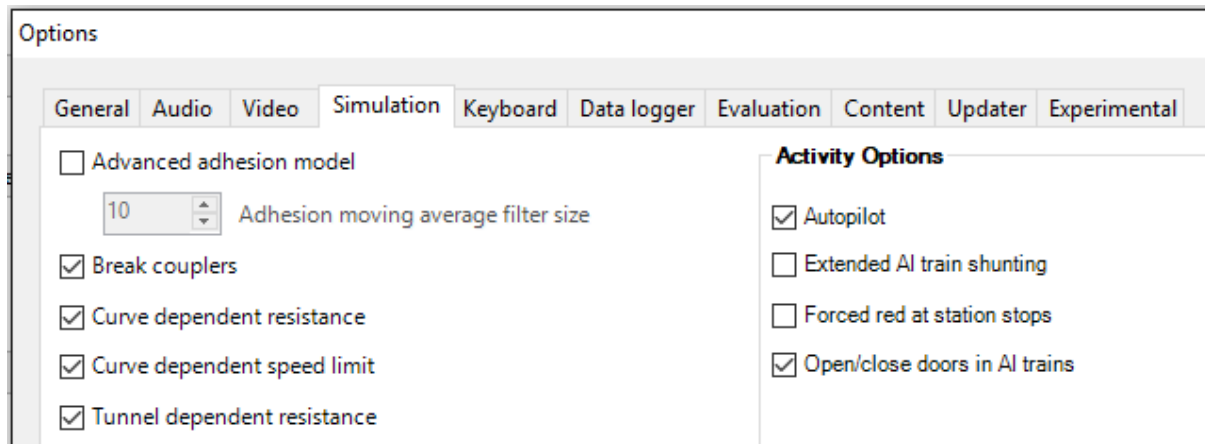 Options
General Audio Video Simulation Keyboard Data logger Evaluation Content Updater Experimental
Advanced adhesion model
10 Adhesion moving average filter size
Break couplers
Curve dependent resistance
Curve dependent speed limit
Tunnel dependent resistance
Activity Options
Autopilot
Extended AI train shunting
Forced red at station stops
Open/close doors in AI trains